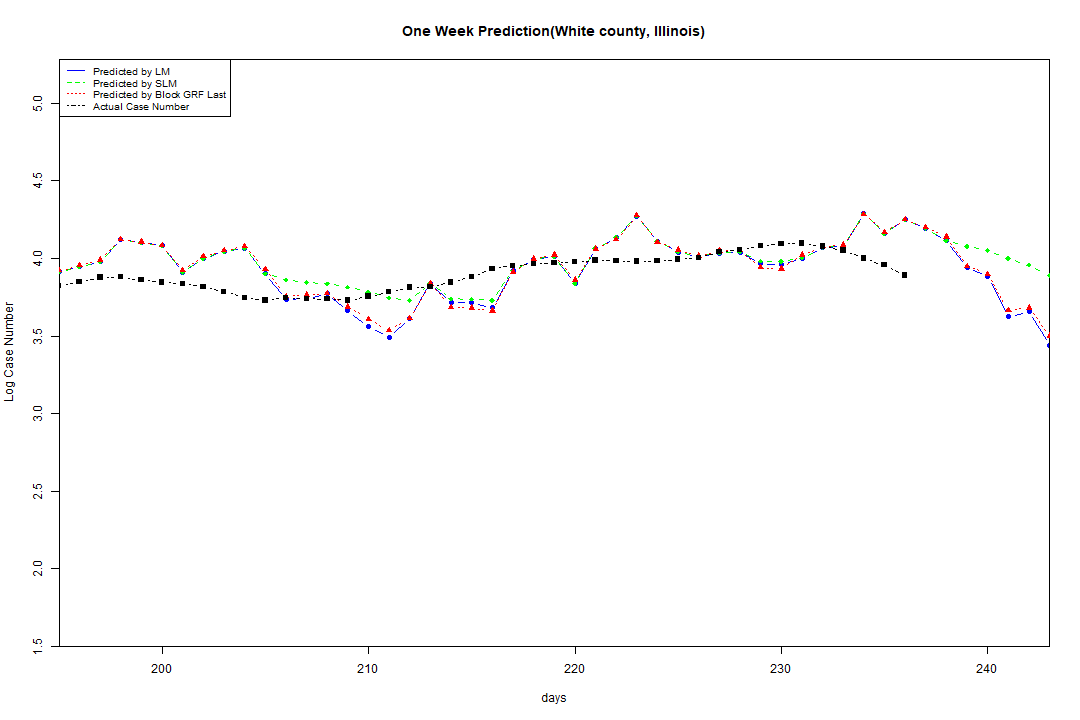 One Week Prediction(White county, Illinois)
Predicted by LM
Predicted by SLM
Predicted by Block GRF Last
Actual Case Number
5.0
4.5
4.0
3.5
3.0
2.5
2.0
1.5
Log Case Number
200 210 220 230 240
days